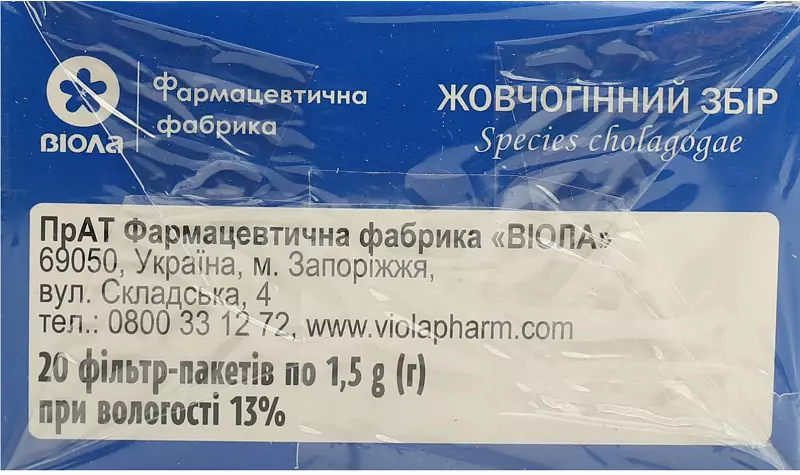 ВІОЛА
Фармацевтична
фабрика
ЖОВЧОГІННИЙ ЗБІР
Species cholagogae
ПрАТ Фармацевтична фабрика «ВІОЛА»
69050, Україна, м. Запоріжжя,
вул. Складська, 4
тел.: 0800 33 12 72, www.violapharm.com
20 фільтр-пакетів по 1,5 g (г)
при вологості 13%